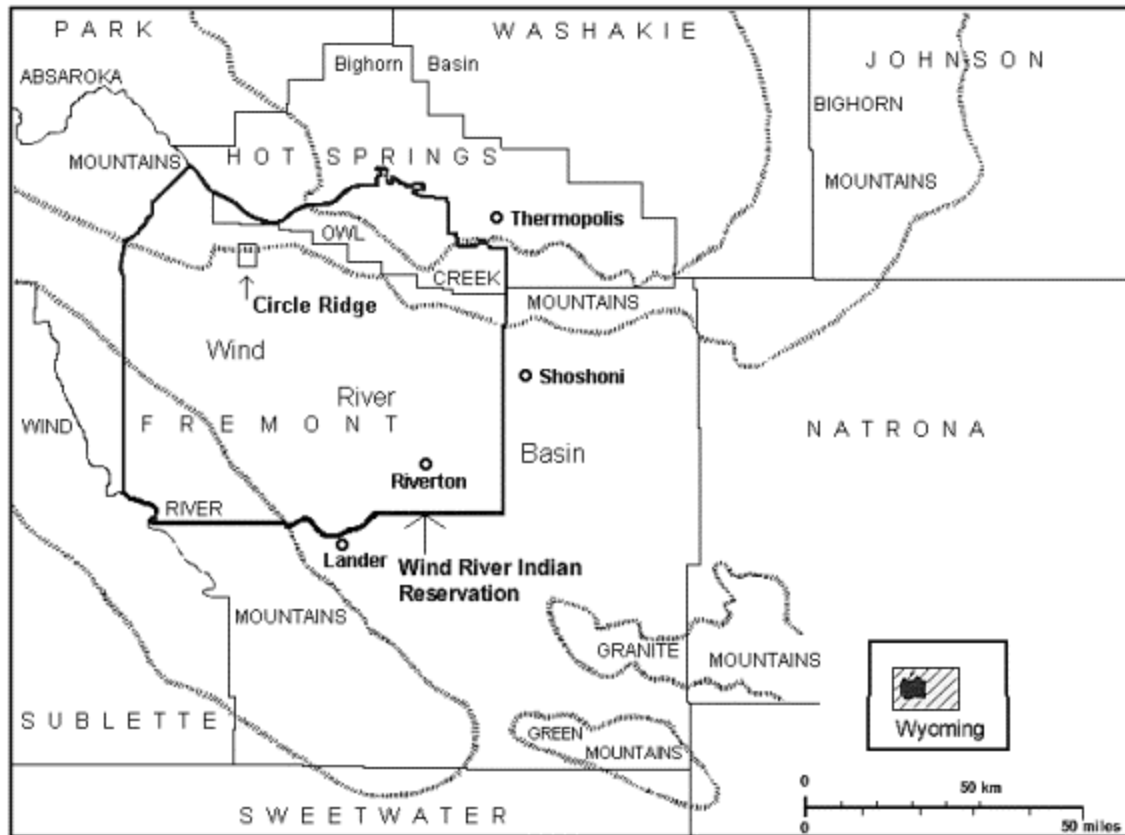 PARK
WASHAKIE
JOHNSON
ABSAROKA
Bighorn Basin
BIGHORN
MOUNTAINS
HOT SPRINGS
MOUNTAINS
Thermopolis
OWL
CREEK
MOUNTAINS
Circle Ridge
Wind
Shoshoni
River
WIND
FREMONT
NATRONA
Basin
Riverton
RIVER
Lander
Wind River Indian
Reservation
MOUNTAINS
GRANITE
MOUNTAINS
SUBLETTE
GREEN
MOUNTAINS
Wyoming
SWEETWATER
0
50 km
0
50 miles